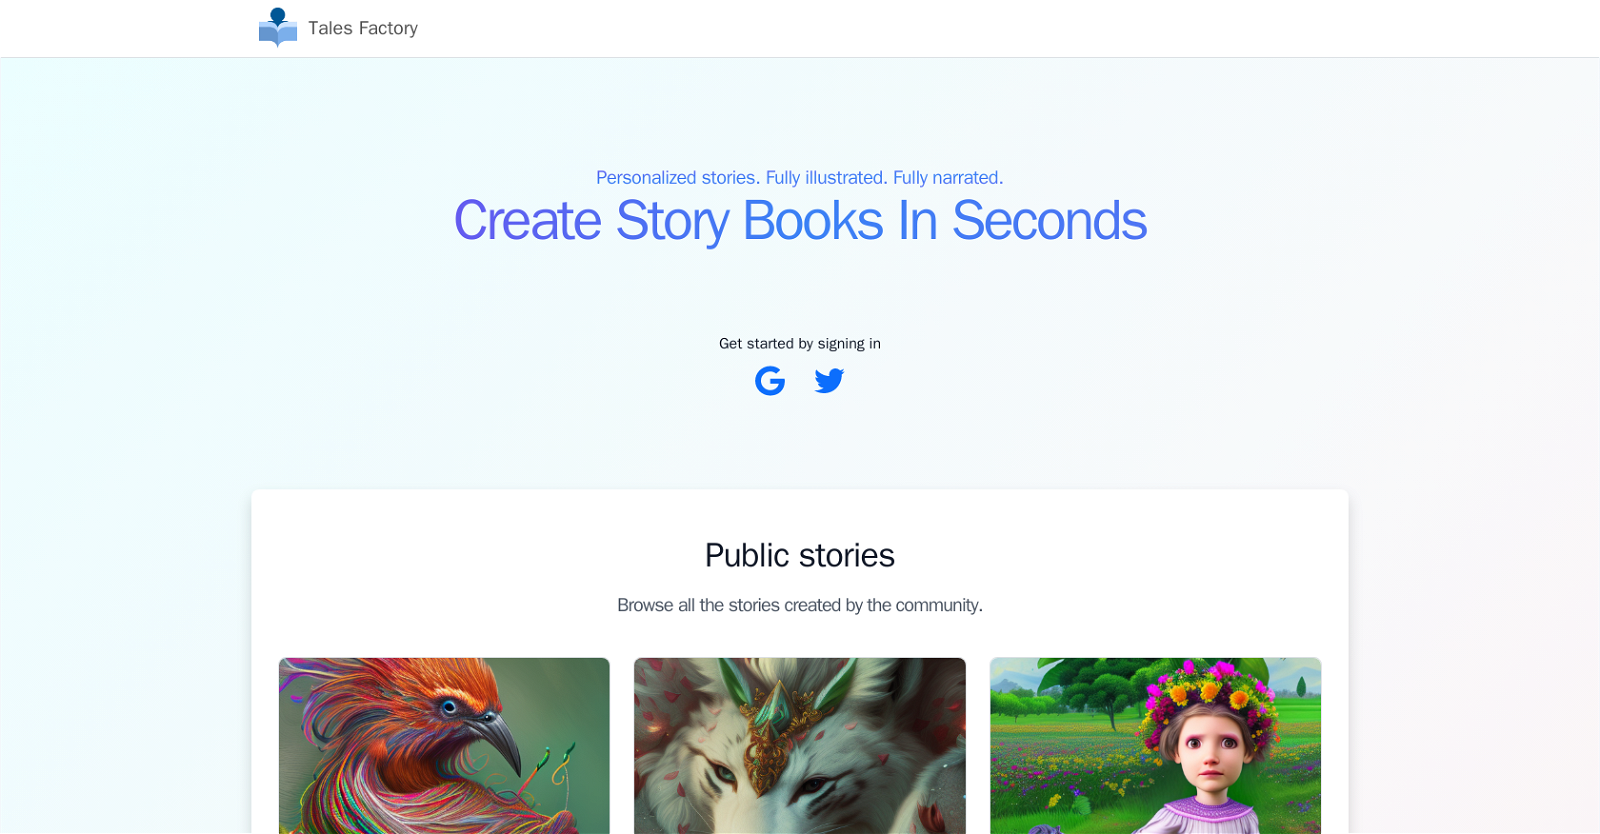 Tales Factory
Personalized stories. Fully illustrated. Fully narrated.
Create Story Books In Seconds
Get started by signing in
Public stories
Browse all the stories created by the community.